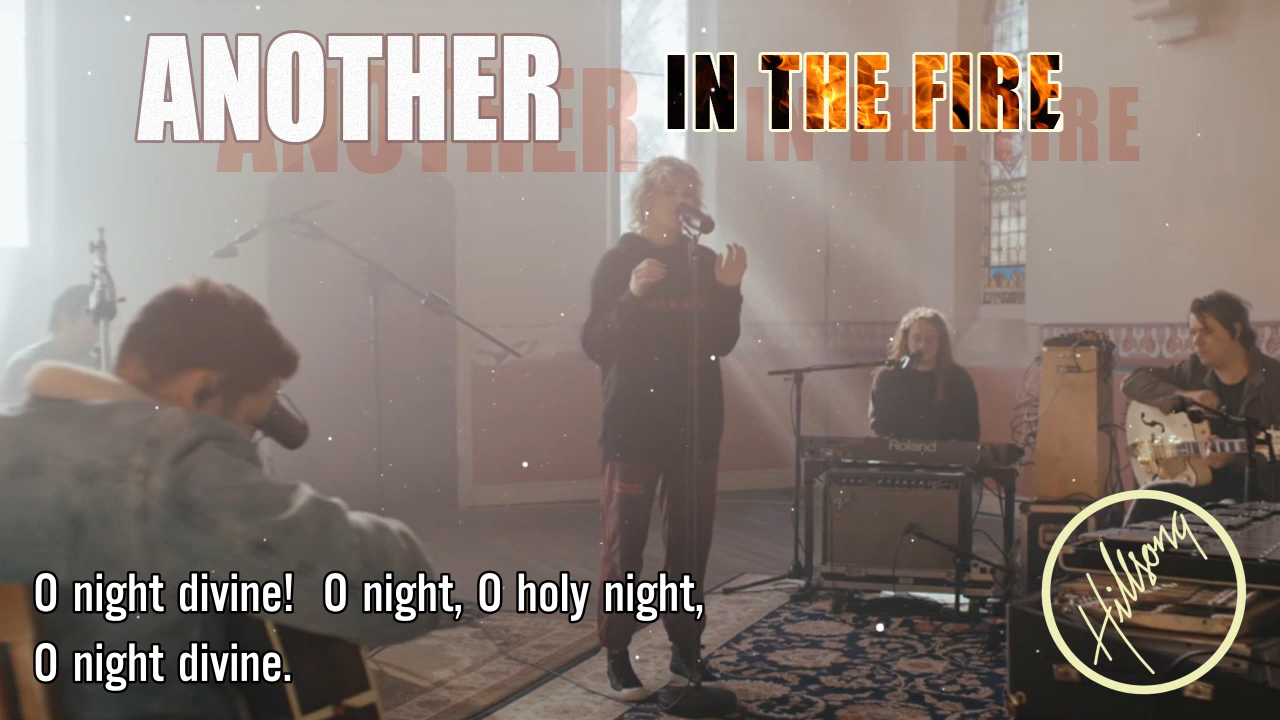 ANOTHER IN THE FIRE
Roland
O night divine!  O night, O holy night,
O night divine.
Hillsong